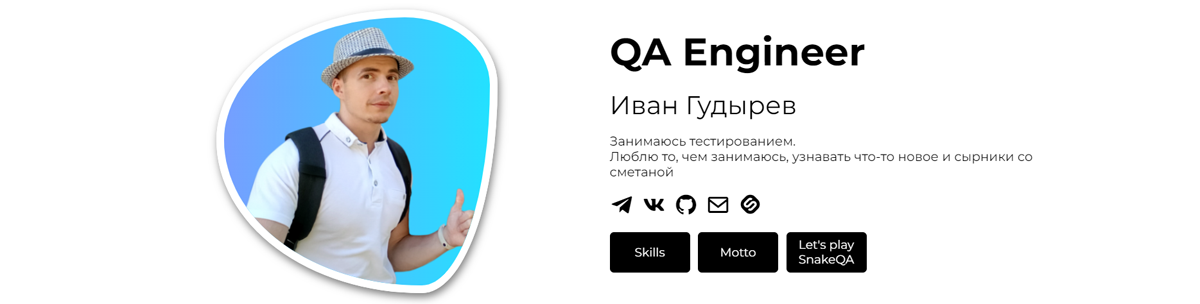 QA Engineer
Иван Гудырев
Занимаюсь тестированием.
Люблю то, чем занимаюсь, узнавать что-то новое и сырники со
сметаной
Skills
Motto
Let's play
SnakeQA